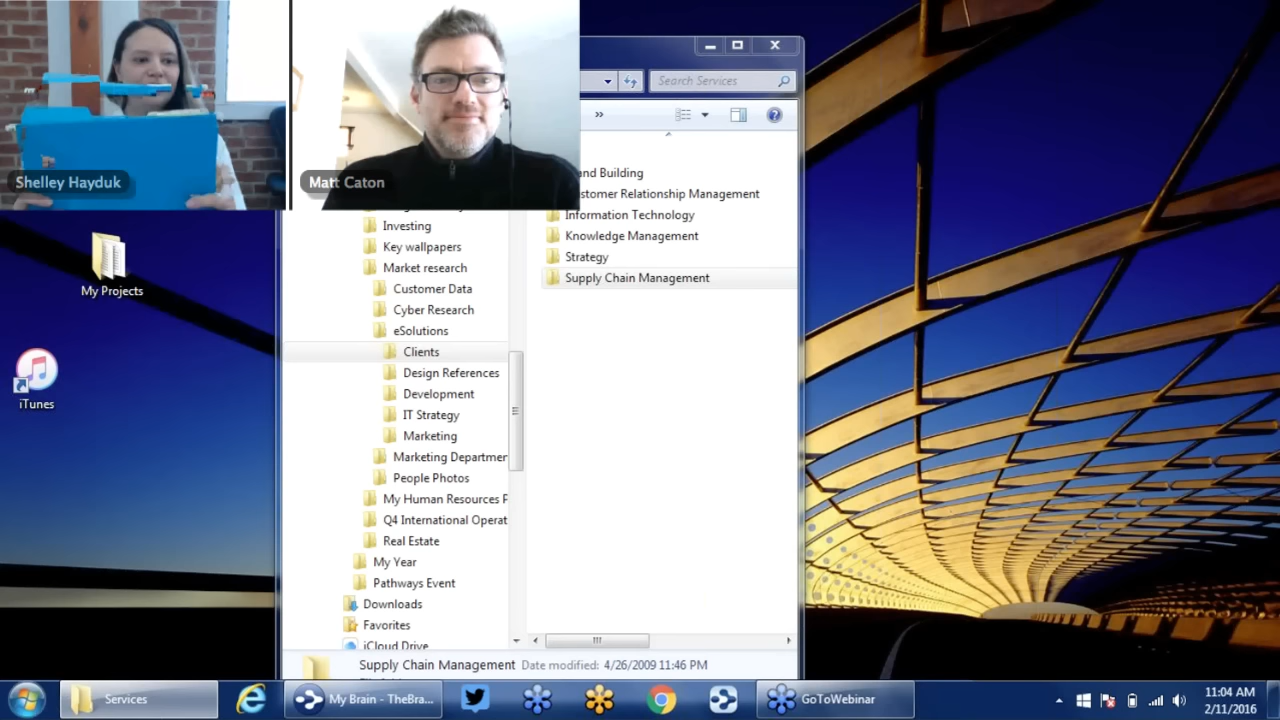 Shelley Hayduk
Matt Caton
Search Services
My Projects
iTunes
Investing
Key wallpapers
Market research
Customer Data
Cyber Research
eSolutions
Clients
Design References
Development
IT Strategy
Marketing
Marketing Departmen
People Photos
My Human Resources P
Q4 International Operat
Real Estate
My Year
Pathways Event
Downloads
Favorites
iCloud Drive
and Building
stomer Relationship Management
Information Technology
Knowledge Management
Strategy
Supply Chain Management
Supply Chain Management Date modified: 4/26/2009 11:46 PM
Services
My Brain - TheBra...
GoToWebinar
11:04 AM
2/11/2016